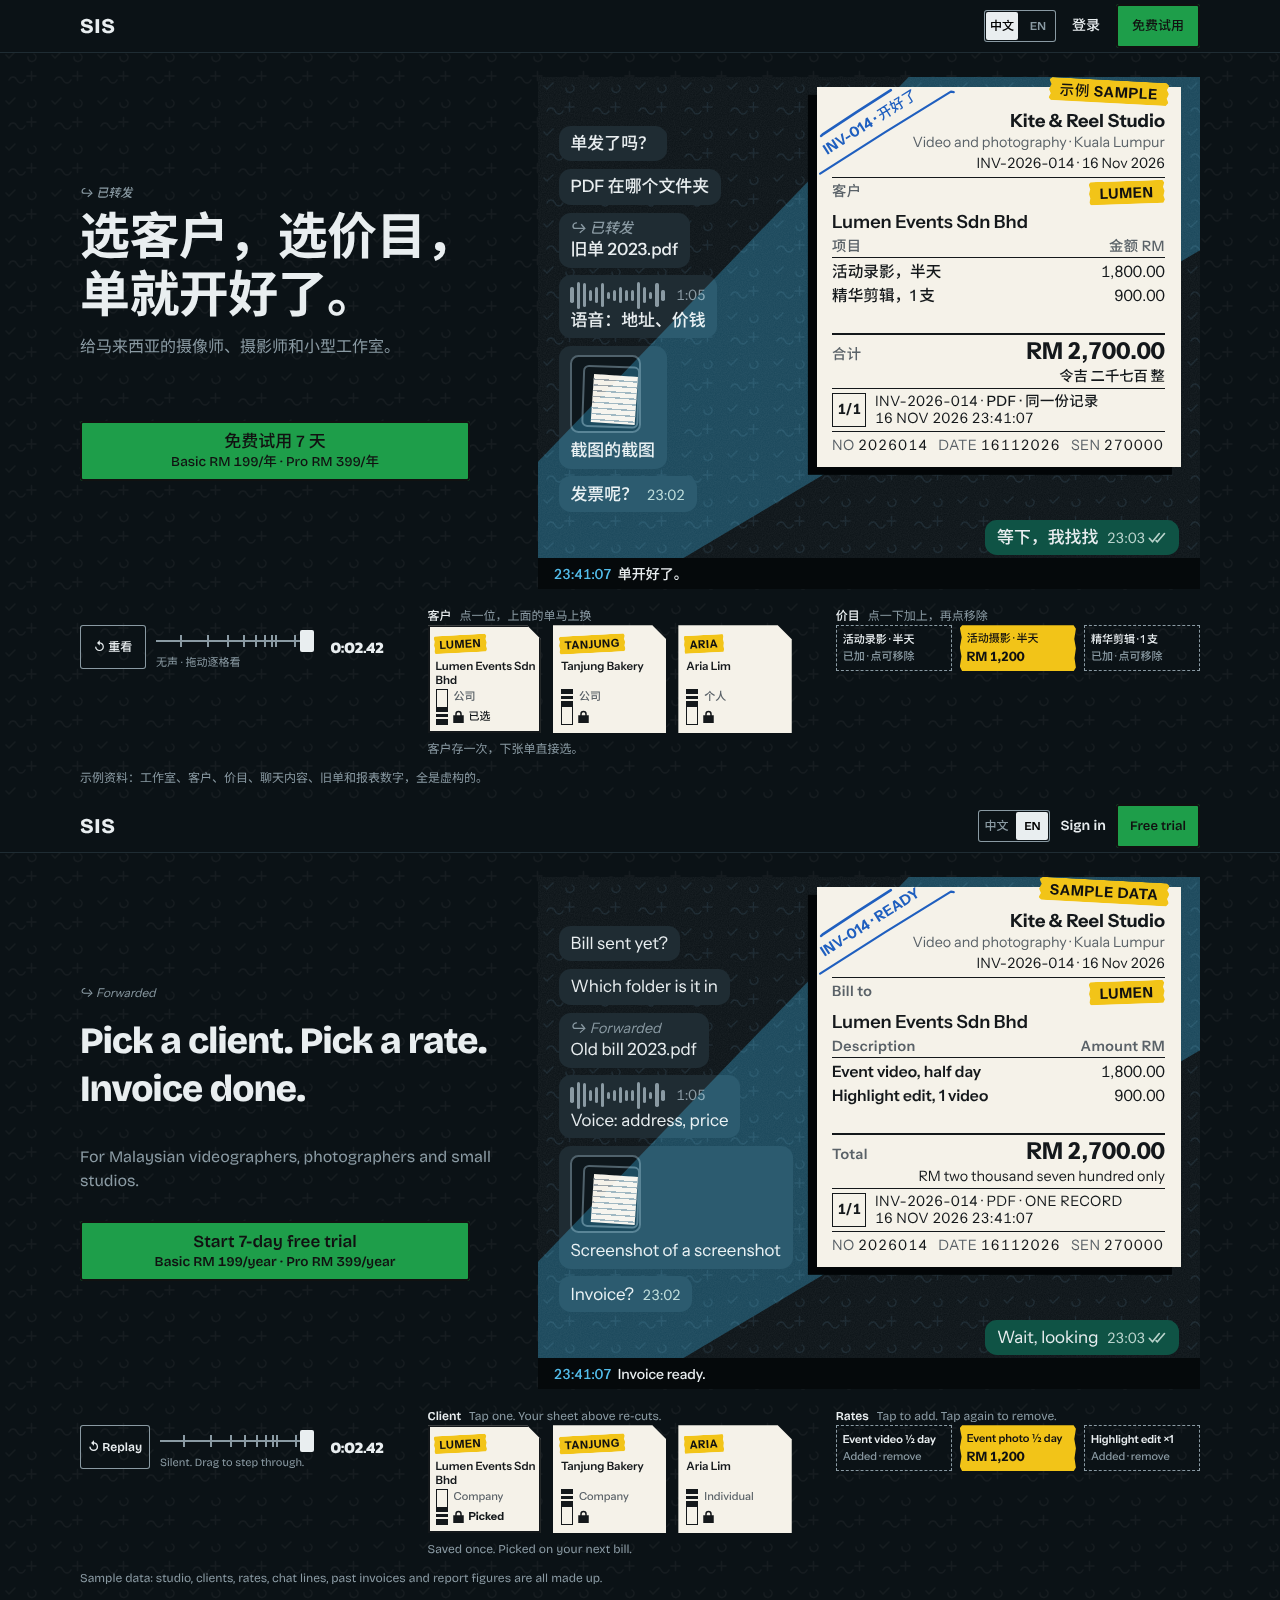 SIS
中文 EN 登录 免费试用
已转发
选客户，选价目，
单就开好了。
给马来西亚的摄像师、摄影师和小型工作室。
免费试用 7 天
Basic RM 199/年 · Pro RM 399/年
单发了吗？
PDF 在哪个文件夹
已转发
旧单 2023.pdf
1:05
语音：地址、价钱
截图的截图
发票呢？ 23:02
INV-014 · 开好了
示例 SAMPLE
Kite & Reel Studio
Video and photography · Kuala Lumpur
INV-2026-014 · 16 Nov 2026
客户
LUMEN
Lumen Events Sdn Bhd
项目 金额 RM
活动录影，半天 1,800.00
精华剪辑，1 支 900.00
合计 RM 2,700.00
令吉 二千七百 整
1/1
INV-2026-014 · PDF · 同一份记录
16 NOV 2026 23:41:07
NO 2026014 DATE 16112026 SEN 270000
等下，我找找 23:03
23:41:07 单开好了。
重看
无声 · 拖动逐格看
0:02.42
客户 点一位，上面的单马上换
LUMEN
Lumen Events Sdn Bhd
公司
已选
TANJUNG
Tanjung Bakery
公司
ARIA
Aria Lim
个人
客户存一次，下张单直接选。
价目 点一下加上，再点移除
活动录影 · 半天
已加 · 点可移除
活动摄影 · 半天
RM 1,200
精华剪辑 · 1 支
已加 · 点可移除
示例资料：工作室、客户、价目、聊天内容、旧单和报表数字，全是虚构的。
SIS
中文 EN Sign in Free trial
Forwarded
Pick a client. Pick a rate.
Invoice done.
For Malaysian videographers, photographers and small
studios.
Start 7-day free trial
Basic RM 199/year · Pro RM 399/year
Bill sent yet?
Which folder is it in
Forwarded
Old bill 2023.pdf
1:05
Voice: address, price
Screenshot of a screenshot
Invoice? 23:02
INV-014 · READY
SAMPLE DATA
Kite & Reel Studio
Video and photography · Kuala Lumpur
INV-2026-014 · 16 Nov 2026
Bill to
LUMEN
Lumen Events Sdn Bhd
Description Amount RM
Event video, half day 1,800.00
Highlight edit, 1 video 900.00
Total RM 2,700.00
RM two thousand seven hundred only
1/1
INV-2026-014 · PDF · ONE RECORD
16 NOV 2026 23:41:07
NO 2026014 DATE 16112026 SEN 270000
Wait, looking 23:03
23:41:07 Invoice ready.
Replay
Silent. Drag to step through.
0:02.42
Client Tap one. Your sheet above re-cuts.
LUMEN
Lumen Events Sdn Bhd
Company
Picked
TANJUNG
Tanjung Bakery
Company
ARIA
Aria Lim
Individual
Saved once. Picked on your next bill.
Rates Tap to add. Tap again to remove.
Event video ½ day
Added · remove
Event photo ½ day
RM 1,200
Highlight edit ×1
Added · remove
Sample data: studio, clients, rates, chat lines, past invoices and report figures are all made up.